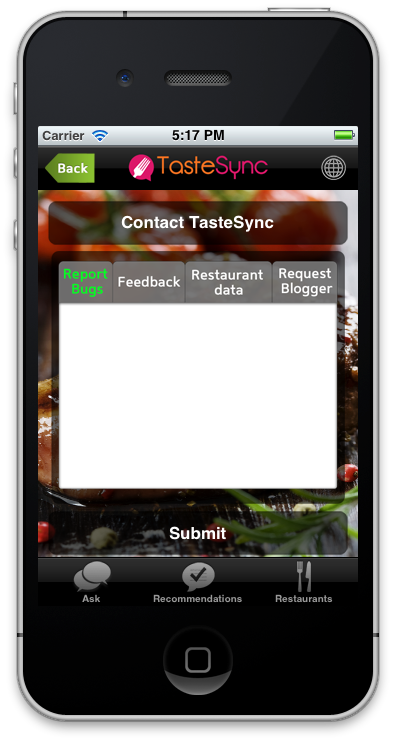 Carrier 5:17 PM
Back TasteSync
Contact TasteSync
Report Bugs
Feedback
Restaurant data
Request Blogger
Submit
Ask Recommendations Restaurants